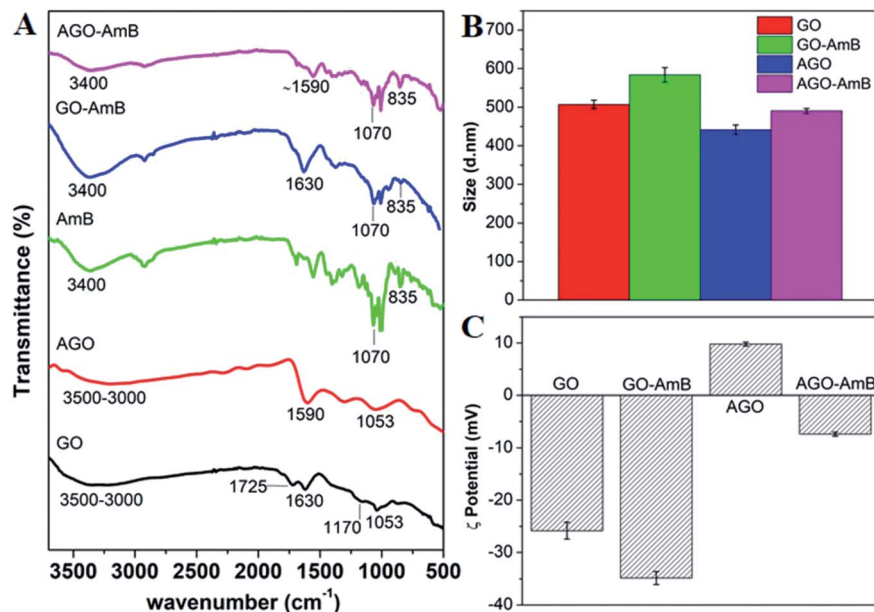 A
AGO-AmB
3400
~1590
835
1070
GO-AmB
3400
1630
835
1070
AmB
3400
835
1070
AGO
3500-3000
1590
1053
GO
3500-3000
1725
1630
1170
1053
Transmittance (%)
3500 3000 2500 2000 1500 1000 500
wavenumber (cm⁻¹)
B
GO
GO-AmB
AGO
AGO-AmB
700
600
500
400
300
200
100
0
Size (d.nm)
C
10
0
-10
-20
-30
-40
ζ Potential (mV)
GO
GO-AmB
AGO
AGO-AmB